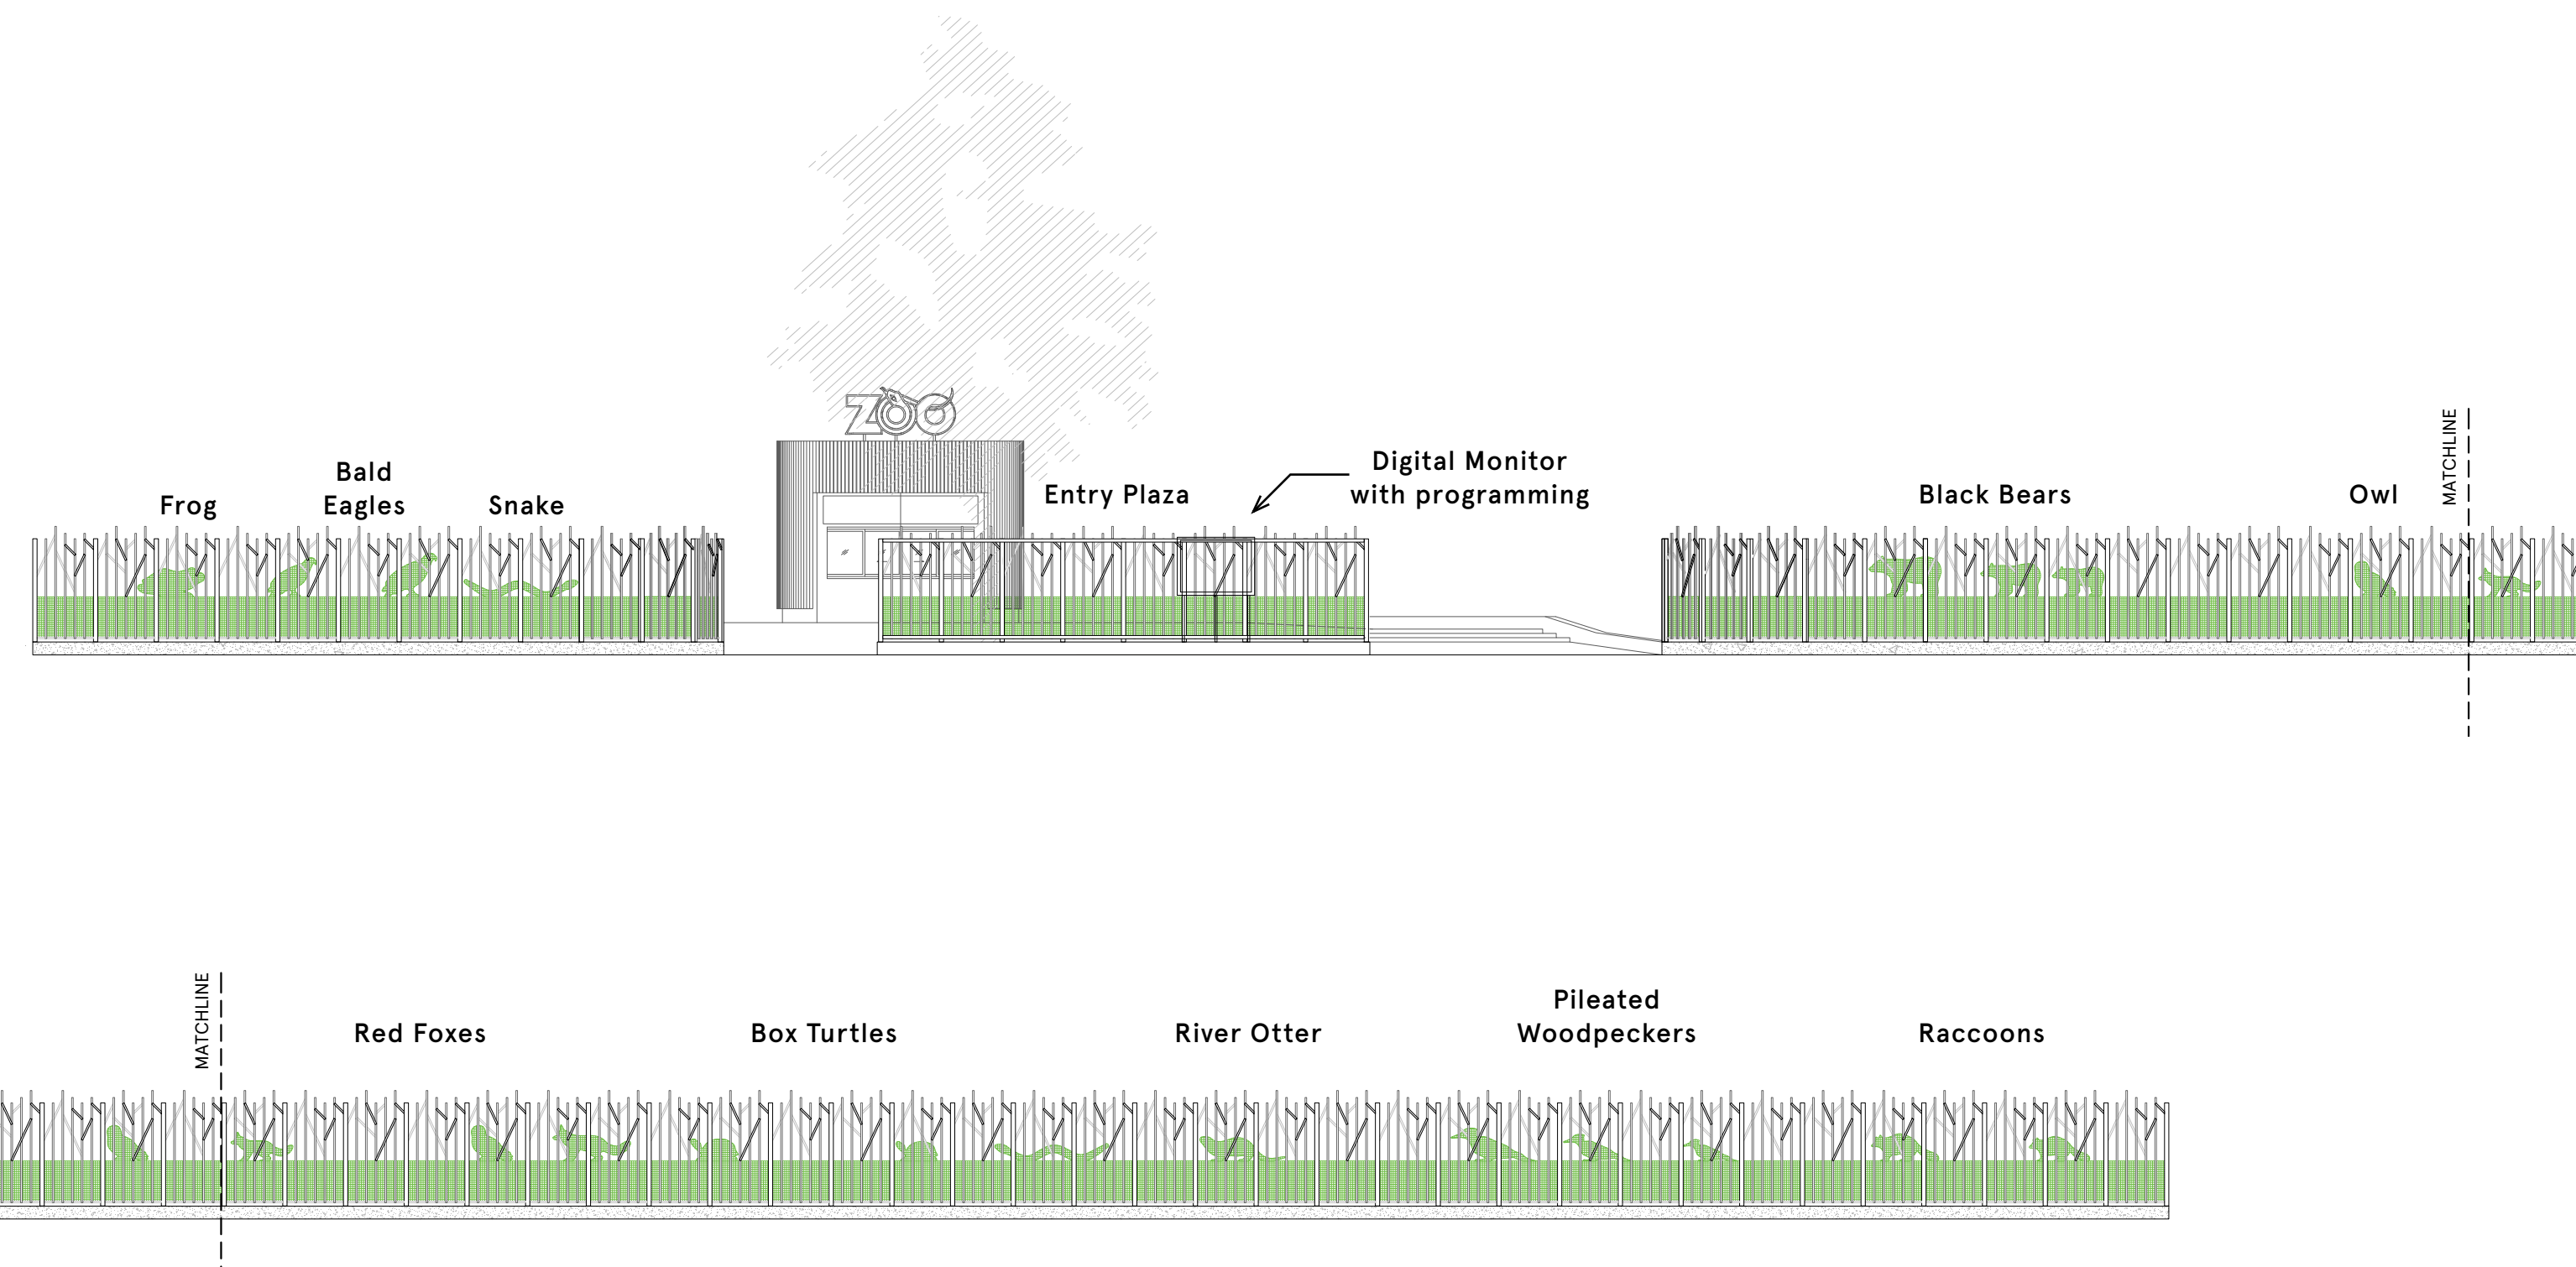 ZOO
Bald
Eagles
Frog
Snake
Entry Plaza
Digital Monitor
with programming
Black Bears
Owl
MATCHLINE
MATCHLINE
Red Foxes
Box Turtles
River Otter
Pileated
Woodpeckers
Raccoons